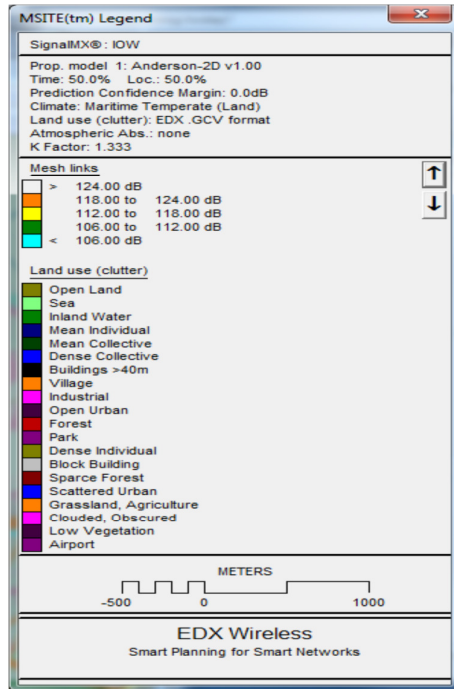 MSITE(tm) Legend
SignalMX® : IOW
Prop. model 1: Anderson-2D v1.00
Time: 50.0% Loc.: 50.0%
Prediction Confidence Margin: 0.0dB
Climate: Maritime Temperate (Land)
Land use (clutter): EDX .GCV format
Atmospheric Abs.: none
K Factor: 1.333
Mesh links
> 124.00 dB
118.00 to 124.00 dB
112.00 to 118.00 dB
106.00 to 112.00 dB
< 106.00 dB
Land use (clutter)
Open Land
Sea
Inland Water
Mean Individual
Mean Collective
Dense Collective
Buildings >40m
Village
Industrial
Open Urban
Forest
Park
Dense Individual
Block Building
Sparce Forest
Scattered Urban
Grassland, Agriculture
Clouded, Obscured
Low Vegetation
Airport
METERS
-500 0 1000
EDX Wireless
Smart Planning for Smart Networks